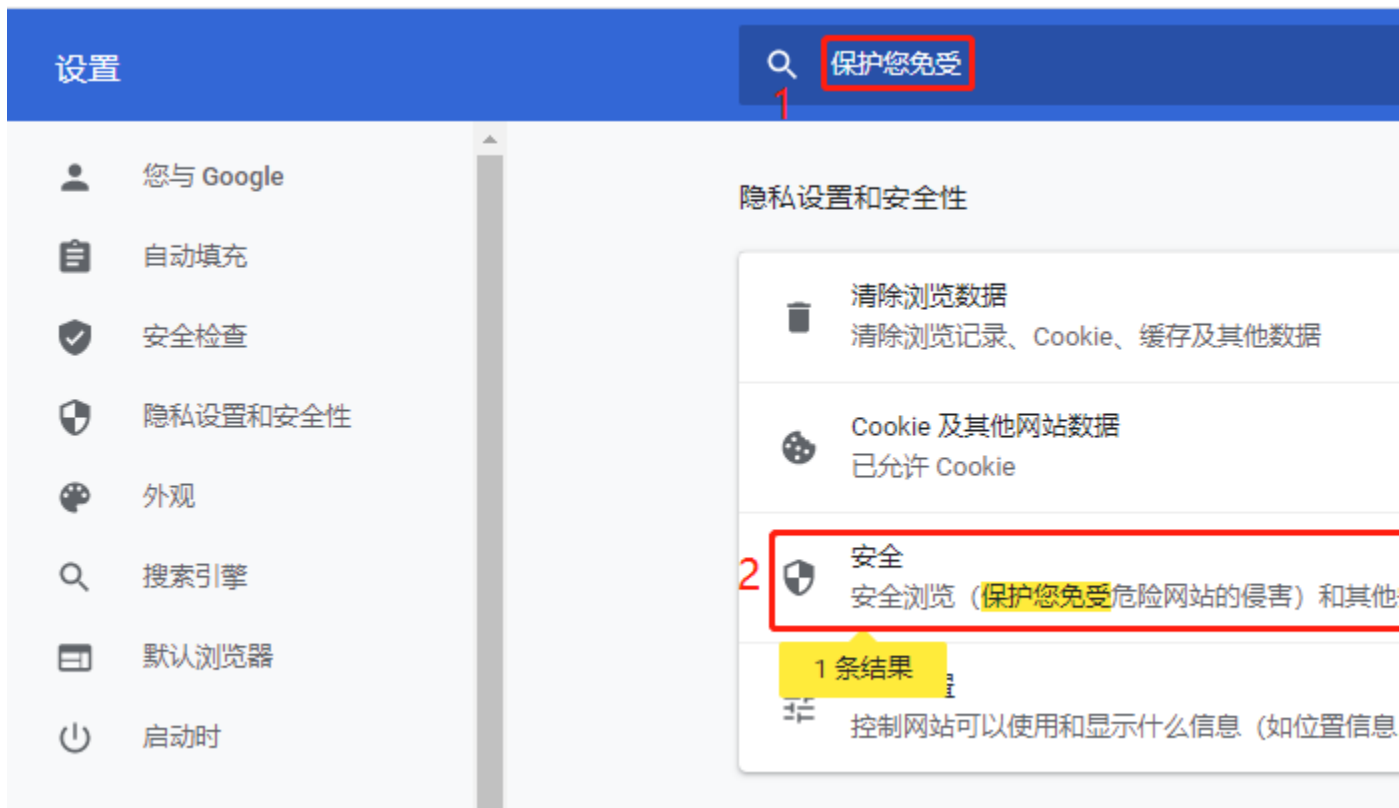 设置
保护您免受
1
您与 Google
自动填充
安全检查
隐私设置和安全性
外观
搜索引擎
默认浏览器
启动时
隐私设置和安全性
清除浏览数据
清除浏览记录、Cookie、缓存及其他数据
Cookie 及其他网站数据
已允许 Cookie
2
安全
安全浏览（保护您免受危险网站的侵害）和其他
1 条结果
控制网站可以使用和显示什么信息（如位置信息